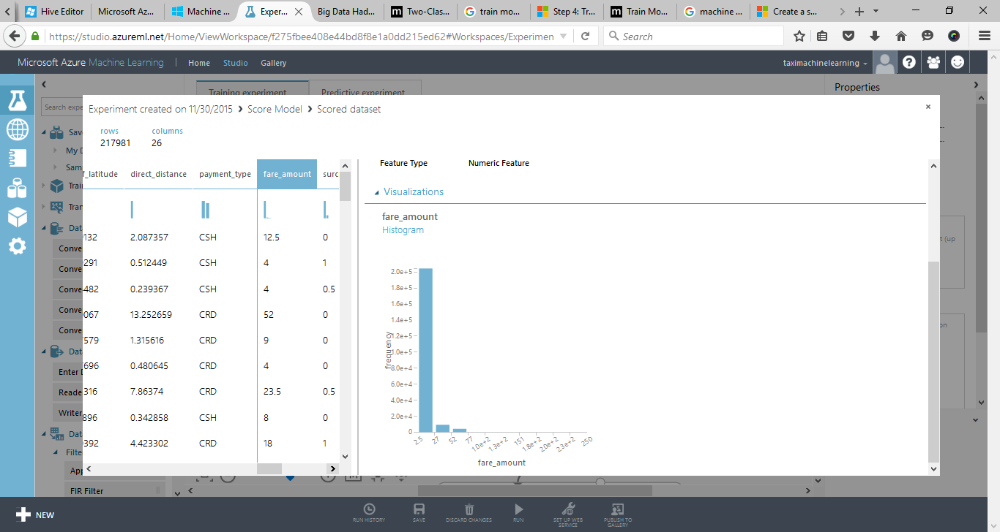 Hive Editor
Microsoft Az...
Machine ...
Exper...
Big Data Had...
Two-Clas...
train mo...
Step 4: Tr...
Train Mo...
machine ...
Create a s...
https://studio.azureml.net/Home/ViewWorkspace/f275fbee408e44bd8f8e1a0dd215ed62#Workspaces/Experimen
Search
Microsoft Azure Machine Learning | Home Studio Gallery
taximachinelearning
Training experiment
Predictive experiment
Properties
Search expe
Experiment created on 11/30/2015 > Score Model > Scored dataset
rows columns
217981 26
f_latitude direct_distance payment_type fare_amount surc
132 2.087357 CSH 12.5 0
291 0.512449 CSH 4 1
482 0.239367 CSH 4 0.5
067 13.252659 CRD 52 0
579 1.315616 CRD 9 0
696 0.480645 CRD 4 0
316 7.86374 CRD 23.5 0.5
896 0.342858 CSH 8 0
392 4.423302 CRD 18 1
Feature Type Numeric Feature
Visualizations
fare_amount
Histogram
frequency
2.0e+5
1.8e+5
1.6e+5
1.4e+5
1.2e+5
1.0e+5
8.0e+4
6.0e+4
4.0e+4
2.0e+4
0
2.5 27 52 77 1.0e+2 1.3e+2 151 1.8e+2 2.0e+2 2.3e+2 250
fare_amount
Sav
My D
Sam
Trai
Tran
Dat
Conve
Conve
Conve
Conve
Conve
Dat
Enter D
Reade
Writer
Dat
Filte
App
FIR Filter
t (up
on
NEW
RUN HISTORY
SAVE
DISCARD CHANGES
RUN
SET UP WEB
SERVICE
PUBLISH TO
GALLERY